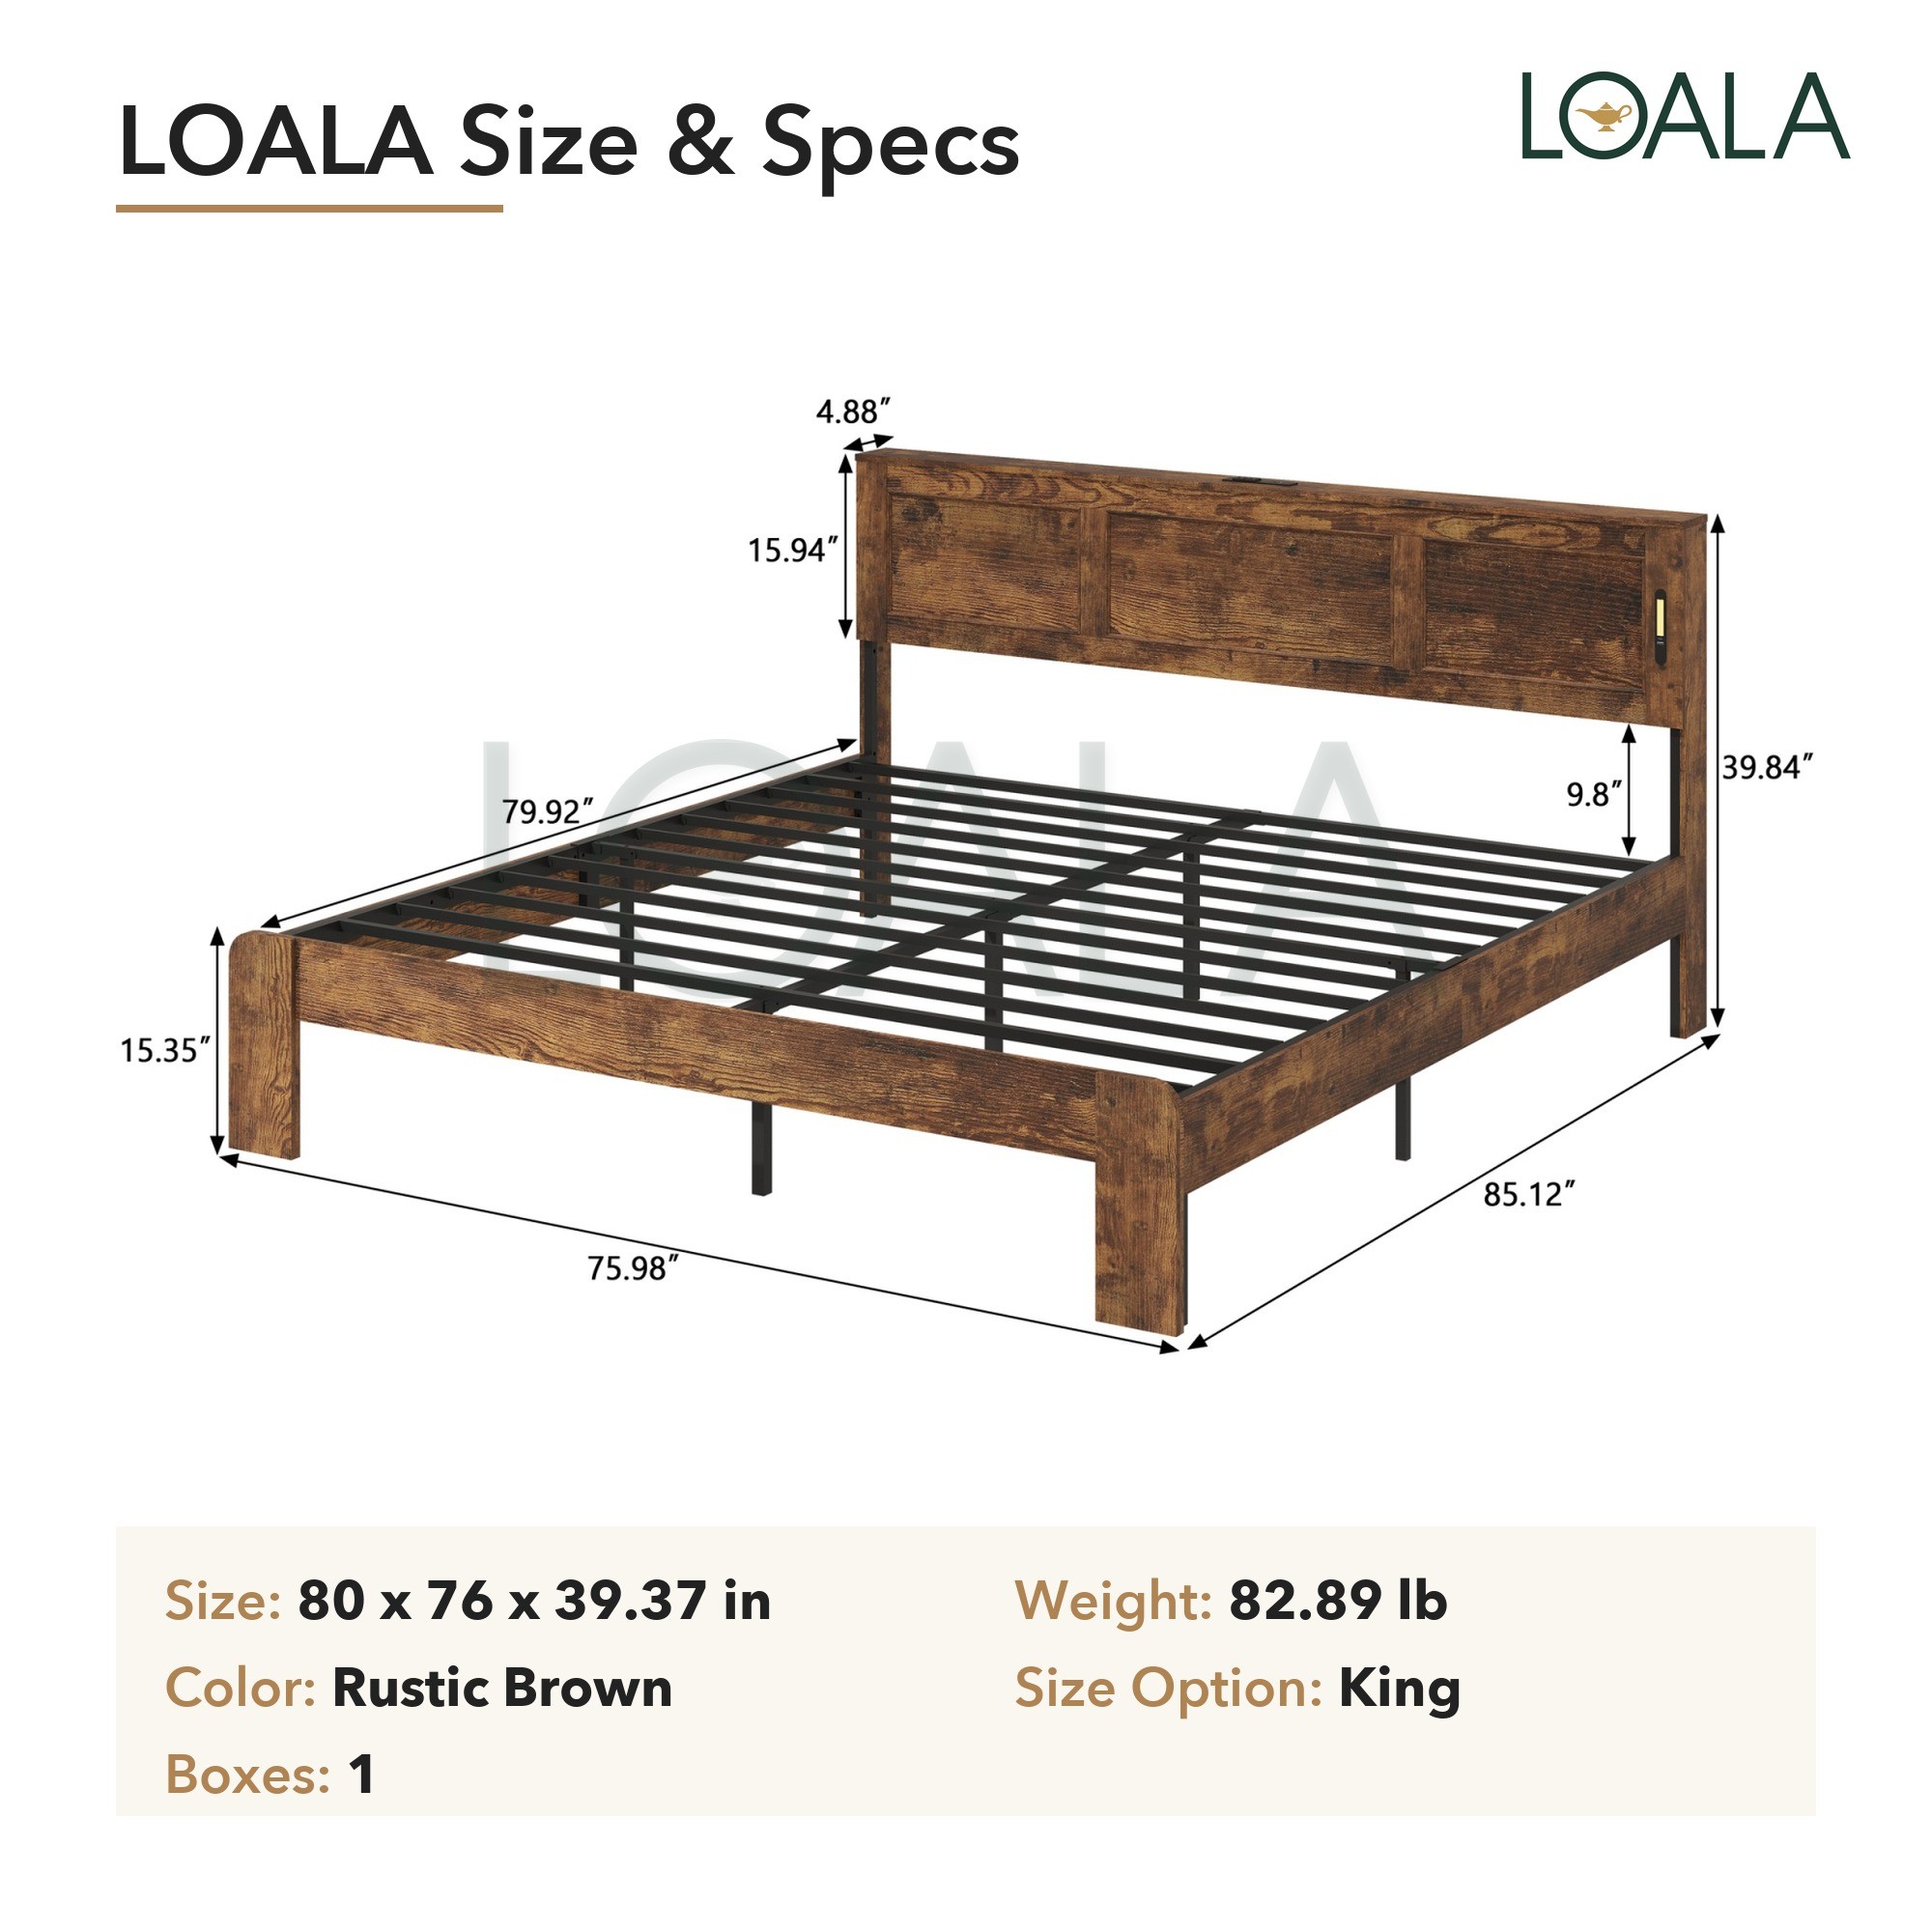 LOALA Size & Specs
LOALA
4.88"
15.94"
39.84"
9.8"
79.92"
LOALA
15.35"
85.12"
75.98"
Size: 80 x 76 x 39.37 in
Weight: 82.89 lb
Color: Rustic Brown
Size Option: King
Boxes: 1